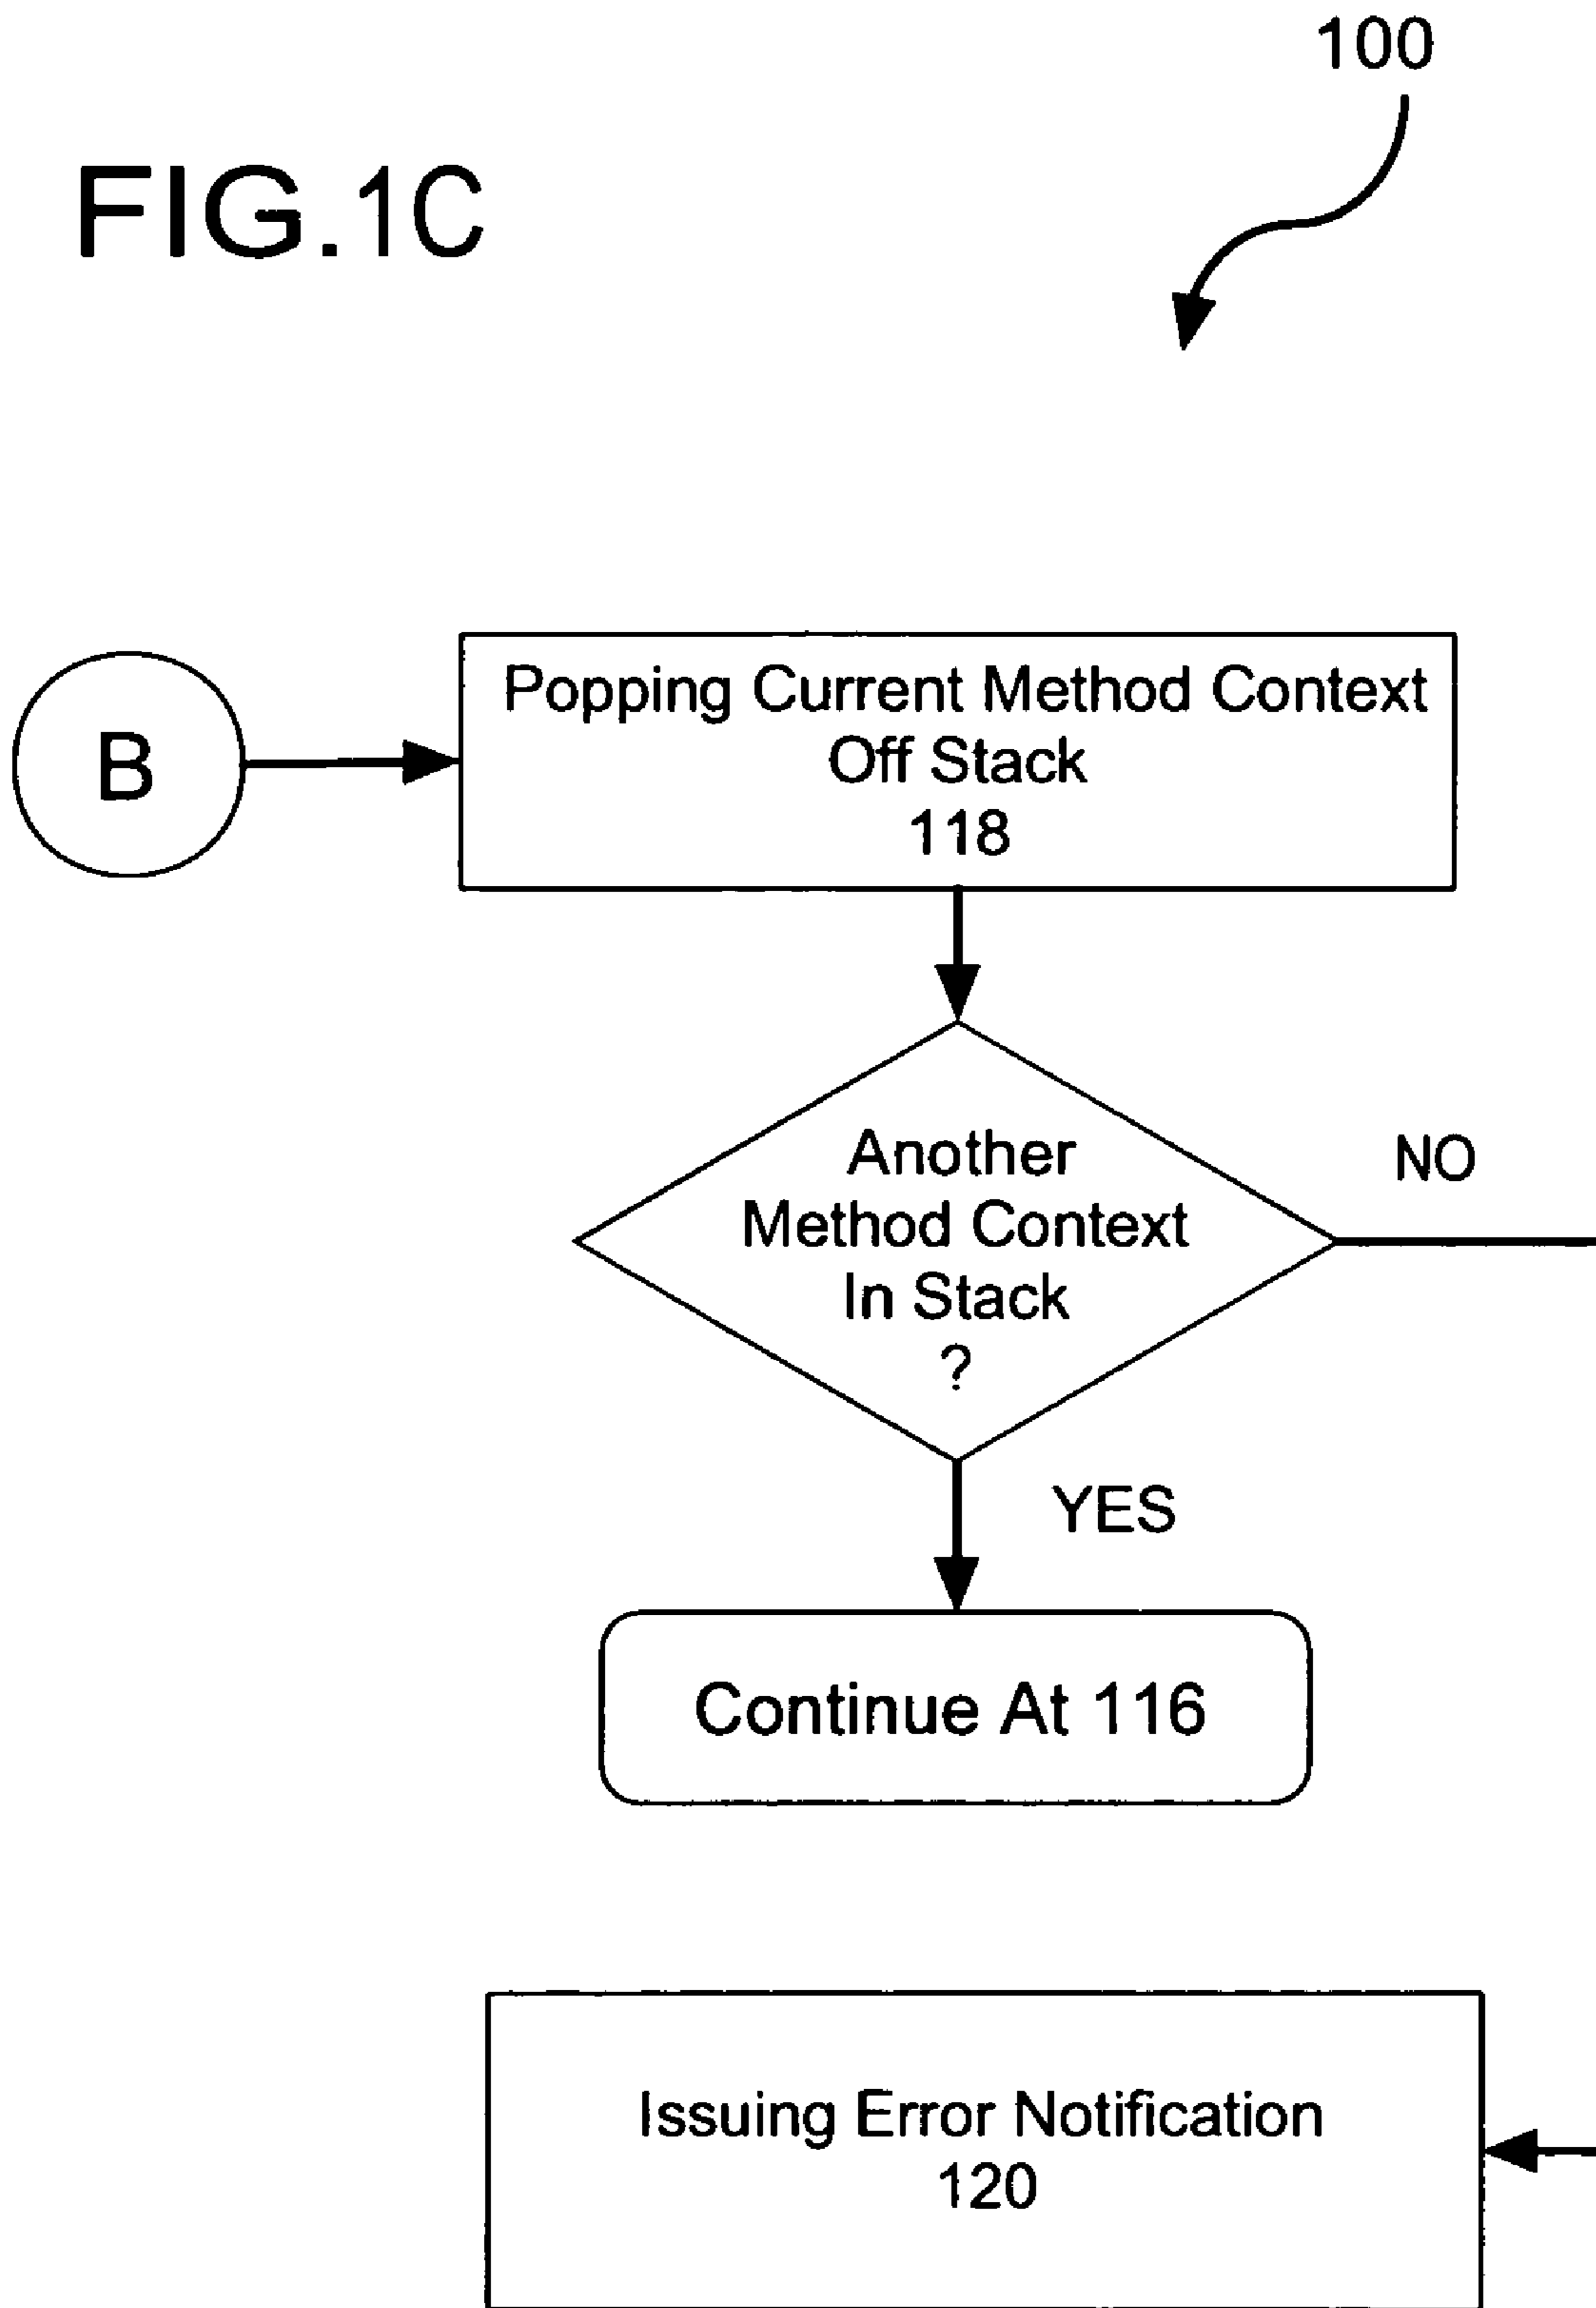 100
FIG.1C
B
Popping Current Method Context
Off Stack
118
Another
Method Context
In Stack
?
NO
YES
Continue At 116
Issuing Error Notification
120